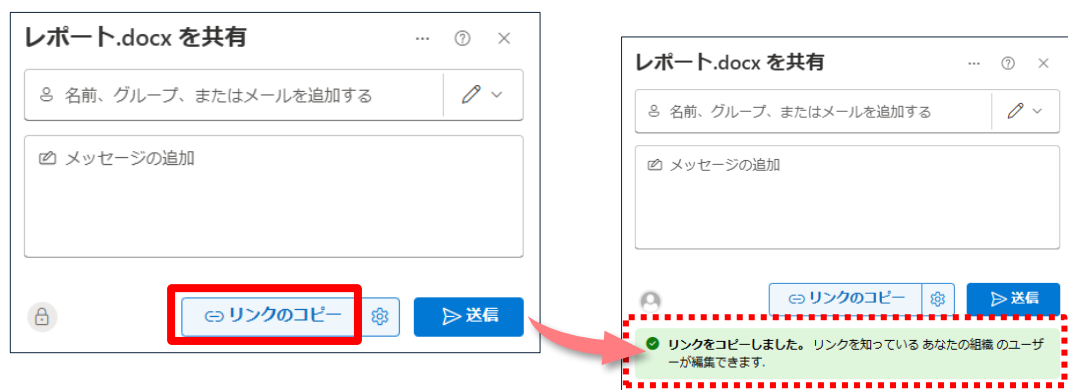 レポート.docx を共有
名前、グループ、またはメールを追加する
メッセージの追加
リンクのコピー
送信
レポート.docx を共有
名前、グループ、またはメールを追加する
メッセージの追加
リンクのコピー
送信
リンクをコピーしました。 リンクを知っている あなたの組織 のユーザ
ーが編集できます.